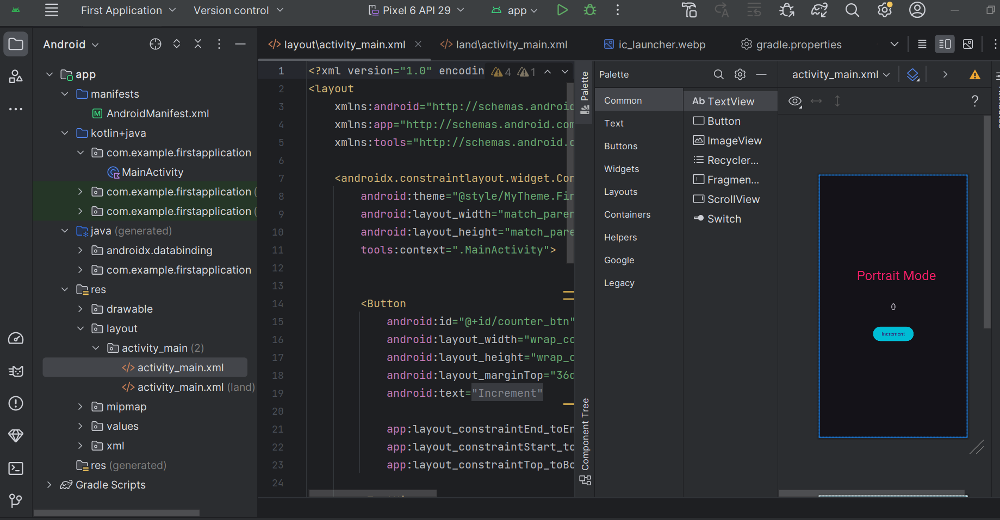 First Application
Version control
Pixel 6 API 29
app
Android
layout\activity_main.xml
land\activity_main.xml
ic_launcher.webp
gradle.properties
app
manifests
AndroidManifest.xml
kotlin+java
com.example.firstapplication
MainActivity
com.example.firstapplication (
com.example.firstapplication (
java (generated)
androidx.databinding
com.example.firstapplication
res
drawable
layout
activity_main (2)
activity_main.xml
activity_main.xml (land)
mipmap
values
xml
res (generated)
Gradle Scripts
4
1
1 <?xml version="1.0" encodin
2 <layout
3 xmlns:android="http://schemas.android
4 xmlns:app="http://schemas.android.com
5 xmlns:tools="http://schemas.android.c
6
7 <androidx.constraintlayout.widget.Con
8 android:theme="@style/MyTheme.Fir
9 android:layout_width="match_paren
10 android:layout_height="match_pare
11 tools:context=".MainActivity">
12
13
14 <Button
15 android:id="@+id/counter_btn"
16 android:layout_width="wrap_co
17 android:layout_height="wrap_c
18 android:layout_marginTop="36d
19 android:text="Increment"
20
21 app:layout_constraintEnd_toEn
22 app:layout_constraintStart_to
23 app:layout_constraintTop_toBo
24
Palette
Component Tree
Palette
Common
Text
Buttons
Widgets
Layouts
Containers
Helpers
Google
Legacy
Ab TextView
Button
ImageView
Recycler...
Fragmen...
ScrollView
Switch
activity_main.xml
?
Portrait Mode
0
Increment